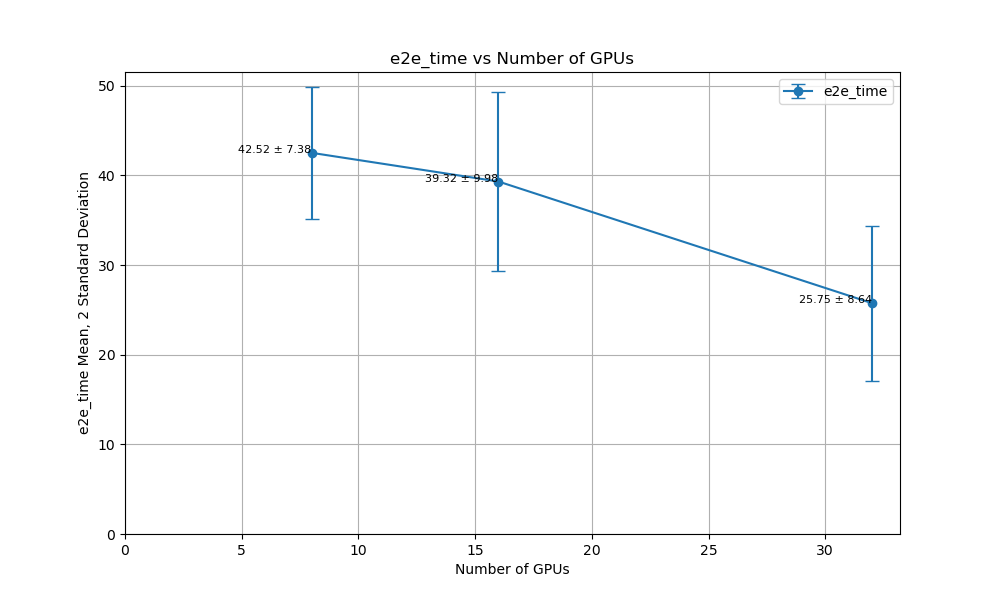 e2e_time vs Number of GPUs
e2e_time
50
40
30
20
10
0
e2e_time Mean, 2 Standard Deviation
42.52 ± 7.38
39.32 ± 9.98
25.75 ± 8.64
0 5 10 15 20 25 30
Number of GPUs